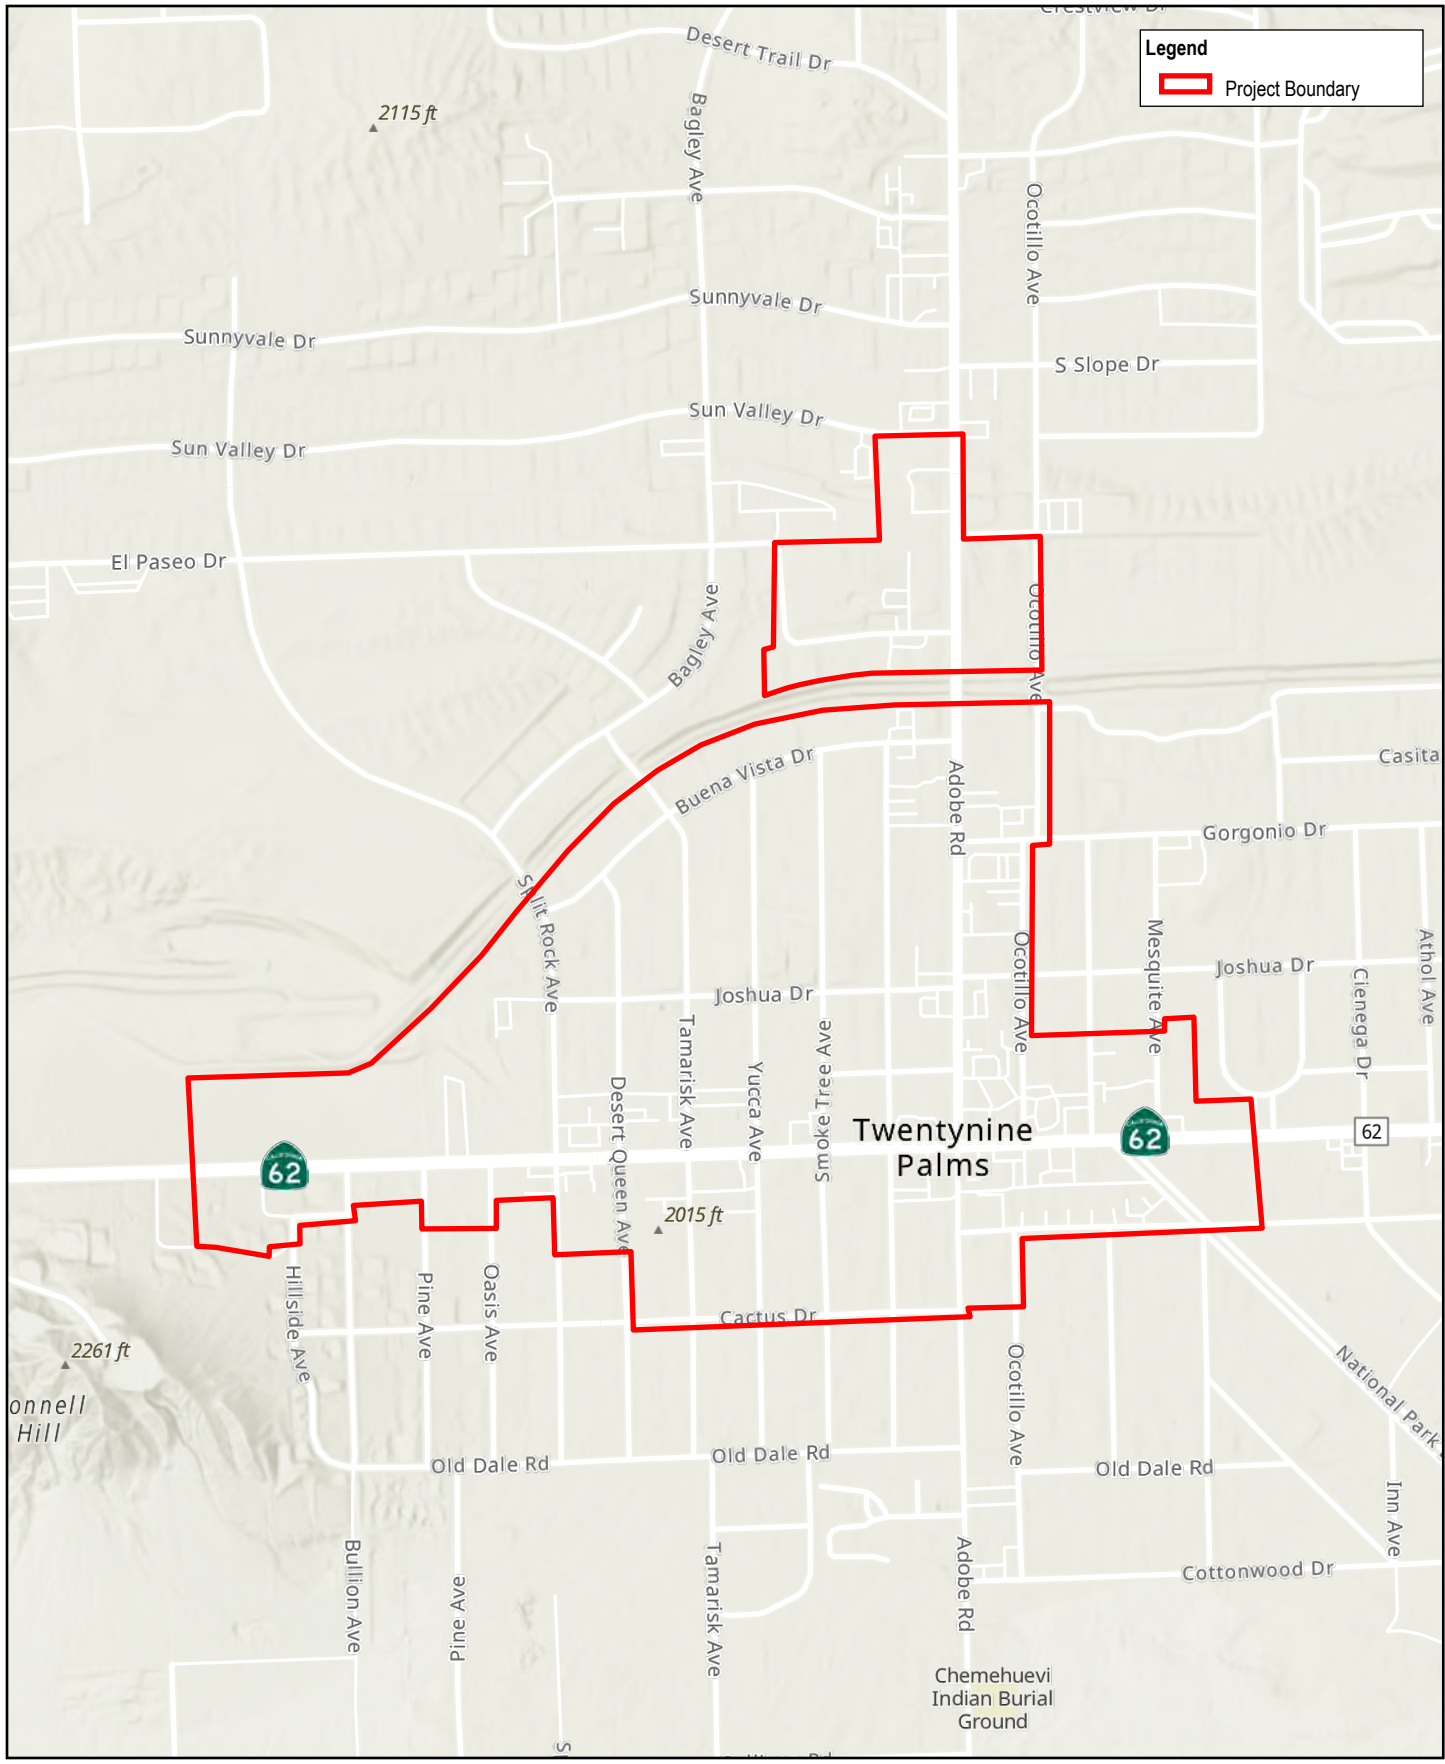 Crestview Dr
Legend
Project Boundary
Desert Trail Dr
2115 ft
Bagley Ave
Ocotillo Ave
Sunnyvale Dr
Sunnyvale Dr
S Slope Dr
Sun Valley Dr
Sun Valley Dr
El Paseo Dr
Bagley Ave
Ocotillo Ave
Buena Vista Dr
Casita
Adobe Rd
Gorgonio Dr
Split Rock Ave
Mesquite Ave
Ocotillo Ave
Athol Ave
Joshua Dr
Joshua Dr
Cienega Dr
Tamarisk Ave
Smoke Tree Ave
Yucca Ave
Desert Queen Ave
Twentynine
Palms
62
62
62
2015 ft
Hillside Ave
Pine Ave
Oasis Ave
Cactus Dr
2261 ft
onnell
Hill
Ocotillo Ave
National Park
Old Dale Rd
Old Dale Rd
Old Dale Rd
Inn Ave
Bullion Ave
Pine Ave
Tamarisk Ave
Adobe Rd
Cottonwood Dr
Chemehuevi
Indian Burial
Ground